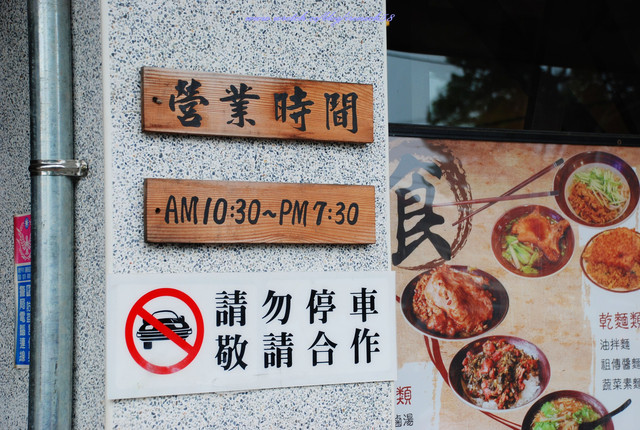 ·營業時間
·AM10:30~PM7:30
請勿停車
敬請合作
食
乾麵類
油拌麵
祖傳醬麵
蔬菜素麵
類
滷湯